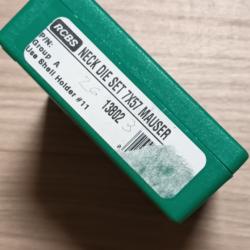 RCBS
NECK DIE SET 7X57 MAUSER
P/N: 13802
Group A
Use Shell Holder #11